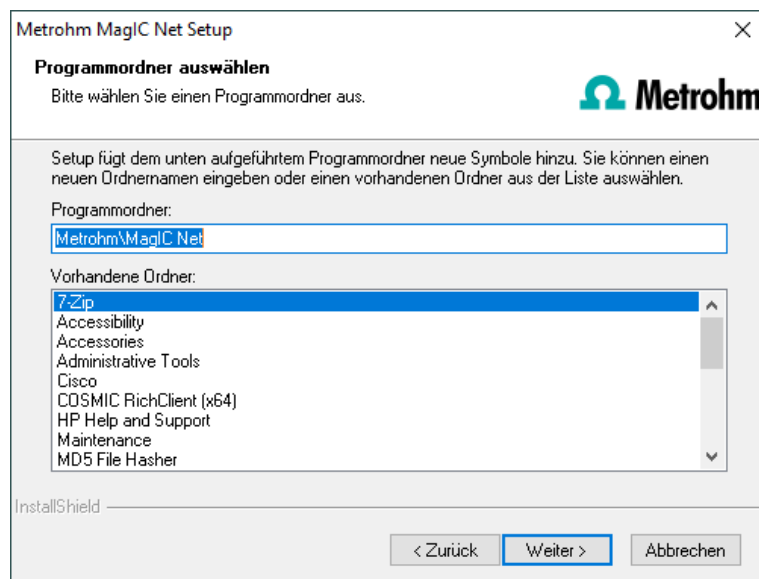 Metrohm MagIC Net Setup
Programmordner auswählen
Bitte wählen Sie einen Programmordner aus.
Metrohm
Setup fügt dem unten aufgeführtem Programmordner neue Symbole hinzu. Sie können einen
neuen Ordnernamen eingeben oder einen vorhandenen Ordner aus der Liste auswählen.
Programmordner:
Metrohm\MagIC Net
Vorhandene Ordner:
7-Zip
Accessibility
Accessories
Administrative Tools
Cisco
COSMIC RichClient (x64)
HP Help and Support
Maintenance
MD5 File Hasher
InstallShield
< Zurück
Weiter >
Abbrechen